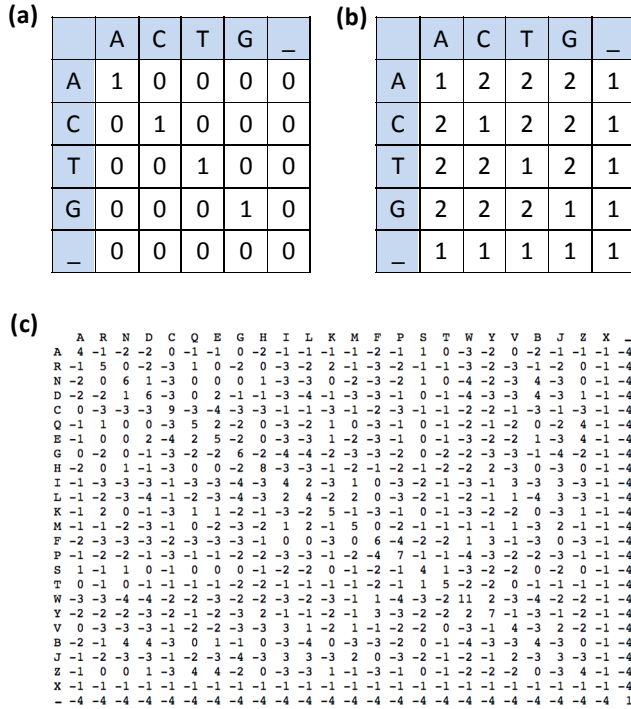 (a)
A C T G _
A 1 0 0 0 0
C 0 1 0 0 0
T 0 0 1 0 0
G 0 0 0 1 0
_ 0 0 0 0 0
(b)
A C T G _
A 1 2 2 2 1
C 2 1 2 2 1
T 2 2 1 2 1
G 2 2 2 1 1
_ 1 1 1 1 1
(c)
A R N D C Q E G H I L K M F P S T W Y V B J Z X _
A 4 -1 -2 -2 0 -1 -1 0 -2 -1 -1 -1 -1 -2 -1 1 0 -3 -2 0 -2 -1 -1 -1 -4
R -1 5 0 -2 -3 1 0 -2 0 -3 -2 2 -1 -3 -2 -1 -1 -3 -2 -3 -1 -2 0 -1 -4
N -2 0 6 1 -3 0 0 0 1 -3 -3 0 -2 -3 -2 1 0 -4 -2 -3 4 -3 0 -1 -4
D -2 -2 1 6 -3 0 2 -1 -1 -3 -4 -1 -3 -3 -1 0 -1 -4 -3 -3 4 -3 1 -1 -4
C 0 -3 -3 -3 9 -3 -4 -3 -3 -1 -1 -3 -1 -2 -3 -1 -1 -2 -2 -1 -3 -1 -3 -1 -4
Q -1 1 0 0 -3 5 2 -2 0 -3 -2 1 0 -3 -1 0 -1 -2 -1 -2 0 -2 4 -1 -4
E -1 0 0 2 -4 2 5 -2 0 -3 -3 1 -2 -3 -1 0 -1 -3 -2 -2 1 -3 4 -1 -4
G 0 -2 0 -1 -3 -2 -2 6 -2 -4 -4 -2 -3 -3 -2 0 -2 -2 -3 -3 -1 -4 -2 -1 -4
H -2 0 1 -1 -3 0 0 -2 8 -3 -3 -1 -2 -1 -2 -1 -2 -2 2 -3 0 -3 0 -1 -4
I -1 -3 -3 -3 -1 -3 -3 -4 -3 4 2 -3 1 0 -3 -2 -1 -3 -1 3 -3 3 -3 -1 -4
L -1 -2 -3 -4 -1 -2 -3 -4 -3 2 4 -2 2 0 -3 -2 -1 -2 -1 1 -4 3 -3 -1 -4
K -1 2 0 -1 -3 1 1 -2 -1 -3 -2 5 -1 -3 -1 0 -1 -3 -2 -2 0 -3 1 -1 -4
M -1 -1 -2 -3 -1 0 -2 -3 -2 1 2 -1 5 0 -2 -1 -1 -1 -1 1 -3 2 -1 -1 -4
F -2 -3 -3 -3 -2 -3 -3 -3 -1 0 0 -3 0 6 -4 -2 -2 1 3 -1 -3 0 -3 -1 -4
P -1 -2 -2 -1 -3 -1 -1 -2 -2 -3 -3 -1 -2 -4 7 -1 -1 -4 -3 -2 -2 -3 -1 -1 -4
S 1 -1 1 0 -1 0 0 0 -1 -2 -2 0 -1 -2 -1 4 1 -3 -2 -2 0 -2 0 -1 -4
T 0 -1 0 -1 -1 -1 -1 -2 -2 -1 -1 -1 -1 -2 -1 1 5 -2 -2 0 -1 -1 -1 -1 -4
W -3 -3 -4 -4 -2 -2 -3 -2 -2 -3 -2 -3 -1 1 -4 -3 -2 11 2 -3 -4 -2 -2 -1 -4
Y -2 -2 -2 -3 -2 -1 -2 -3 2 -1 -1 -2 -1 3 -3 -2 -2 2 7 -1 -3 -1 -2 -1 -4
V 0 -3 -3 -3 -1 -2 -2 -3 -3 3 1 -2 1 -1 -2 -2 0 -3 -1 4 -3 2 -2 -1 -4
B -2 -1 4 4 -3 0 1 -1 0 -3 -4 0 -3 -3 -2 0 -1 -4 -3 -3 4 -3 0 -1 -4
J -1 -2 -3 -3 -1 -2 -3 -4 -3 3 3 -3 2 0 -3 -2 -1 -2 -1 2 -3 3 -3 -1 -4
Z -1 0 0 1 -3 4 4 -2 0 -3 -3 1 -1 -3 -1 0 -1 -2 -2 -2 0 -3 4 -1 -4
X -1 -1 -1 -1 -1 -1 -1 -1 -1 -1 -1 -1 -1 -1 -1 -1 -1 -1 -1 -1 -1 -1 -1 -1 -4
_ -4 -4 -4 -4 -4 -4 -4 -4 -4 -4 -4 -4 -4 -4 -4 -4 -4 -4 -4 -4 -4 -4 -4 -4 1